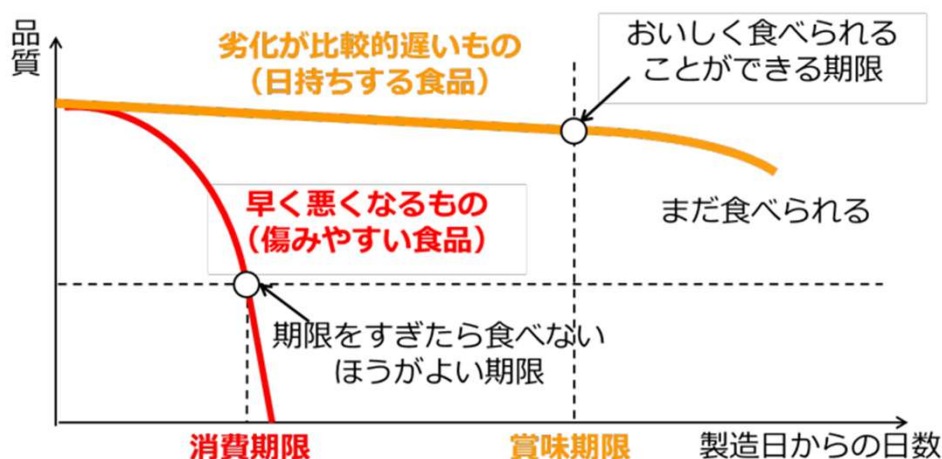 品
質
劣化が比較的遅いもの
（日持ちする食品）
おいしく食べられる
ことができる期限
早く悪くなるもの
（傷みやすい食品）
まだ食べられる
期限をすぎたら食べない
ほうがよい期限
消費期限
賞味期限
製造日からの日数